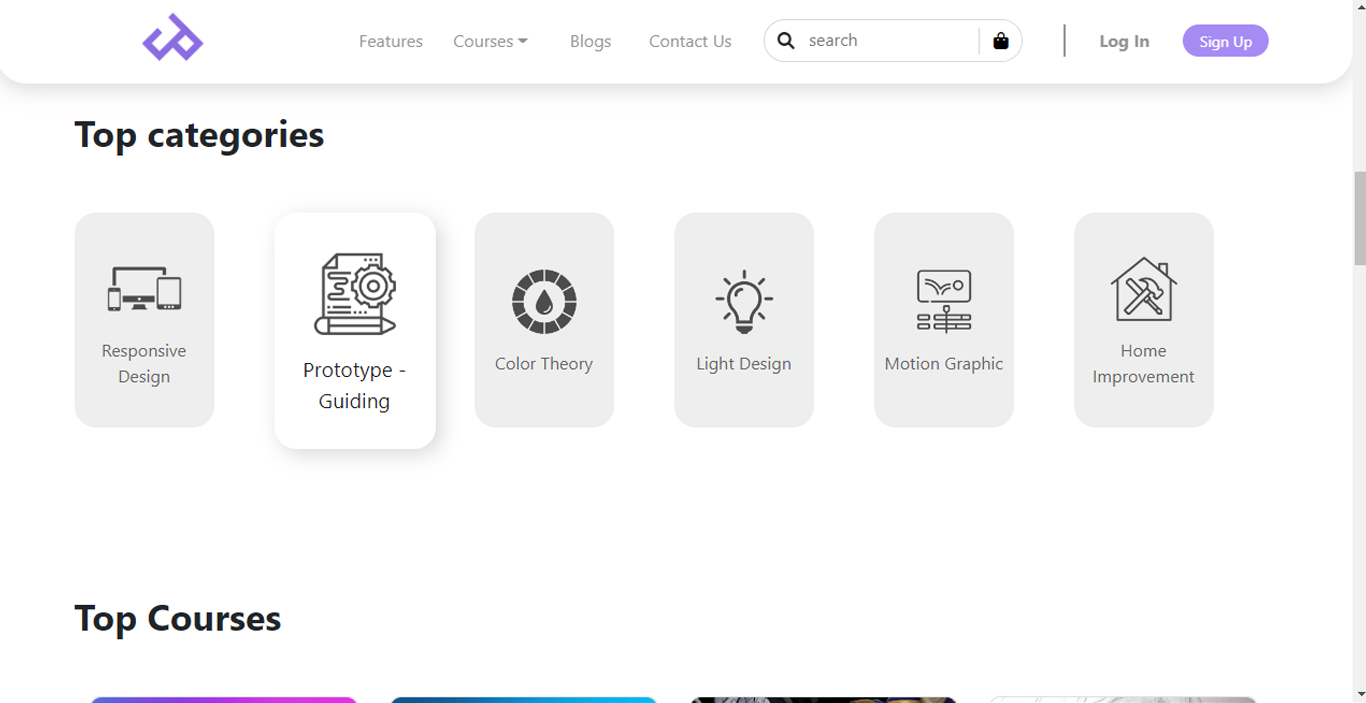 Features Courses Blogs Contact Us search Log In Sign Up
Top categories
Responsive
Design
Prototype -
Guiding
Color Theory
Light Design
Motion Graphic
Home
Improvement
Top Courses